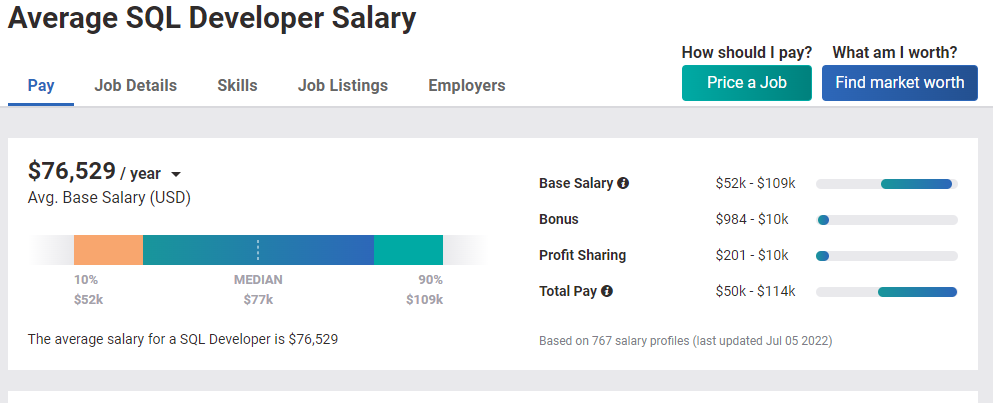 Average SQL Developer Salary
How should I pay? What am I worth?
Pay Job Details Skills Job Listings Employers Price a Job Find market worth
$76,529 / year
Avg. Base Salary (USD)
10% MEDIAN 90%
$52k $77k $109k
The average salary for a SQL Developer is $76,529
Base Salary $52k - $109k
Bonus $984 - $10k
Profit Sharing $201 - $10k
Total Pay $50k - $114k
Based on 767 salary profiles (last updated Jul 05 2022)